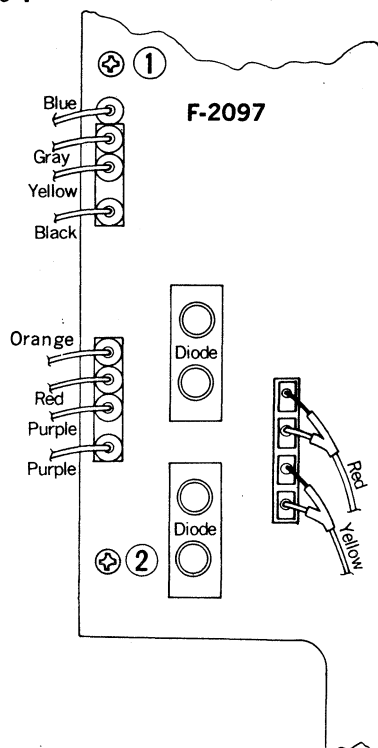 1
Blue
F-2097
Gray
Yellow
Black
Orange
Diode
Red
Purple
Purple
Red
Diode
Yellow
2